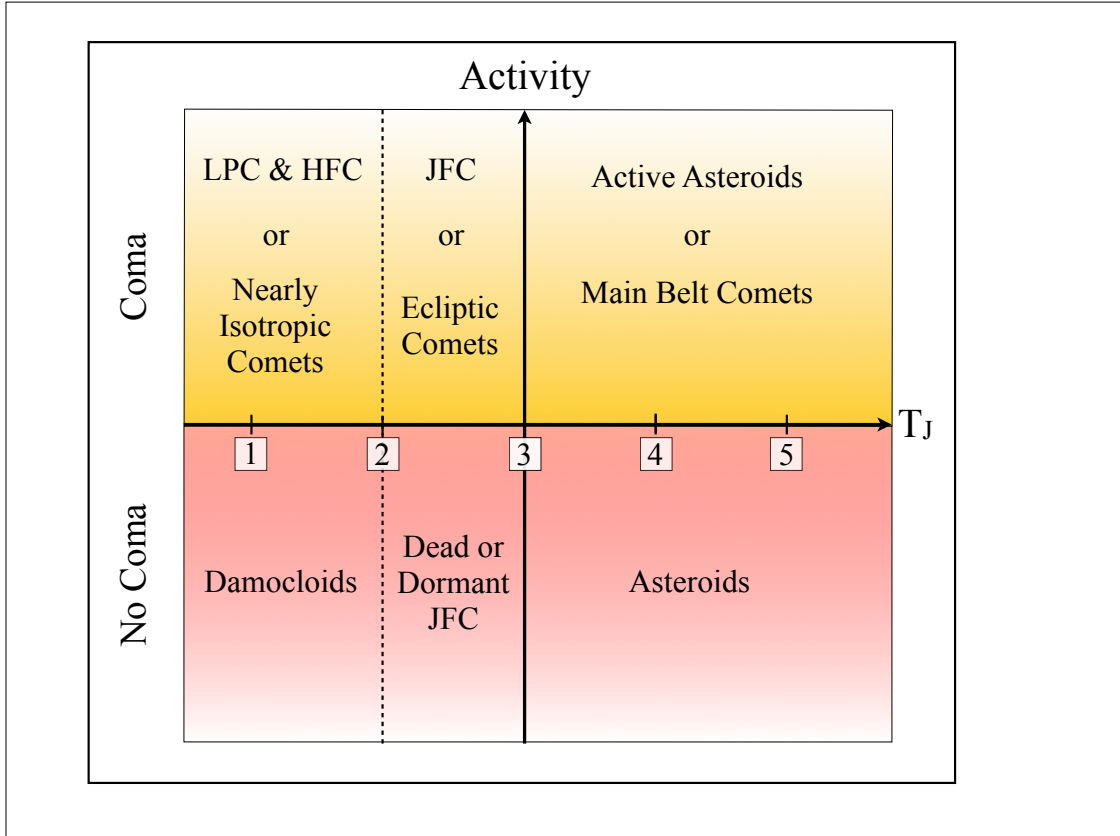 Activity
Coma
LPC & HFC
or
Nearly
Isotropic
Comets
JFC
or
Ecliptic
Comets
Active Asteroids
or
Main Belt Comets
TJ
1
2
3
4
5
No Coma
Damocloids
Dead or
Dormant
JFC
Asteroids